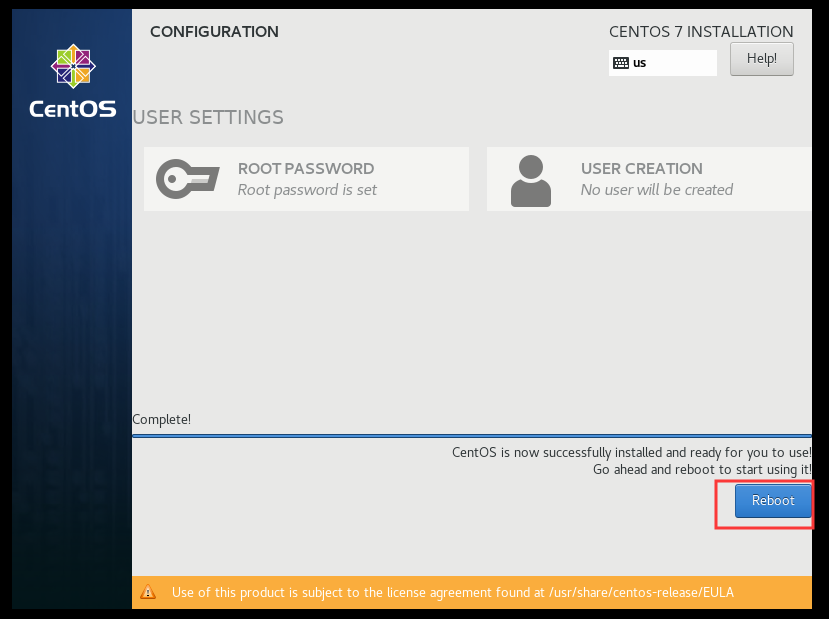 CentOS
CONFIGURATION
CENTOS 7 INSTALLATION
us
Help!
USER SETTINGS
ROOT PASSWORD
Root password is set
USER CREATION
No user will be created
Complete!
CentOS is now successfully installed and ready for you to use!
Go ahead and reboot to start using it!
Reboot
Use of this product is subject to the license agreement found at /usr/share/centos-release/EULA